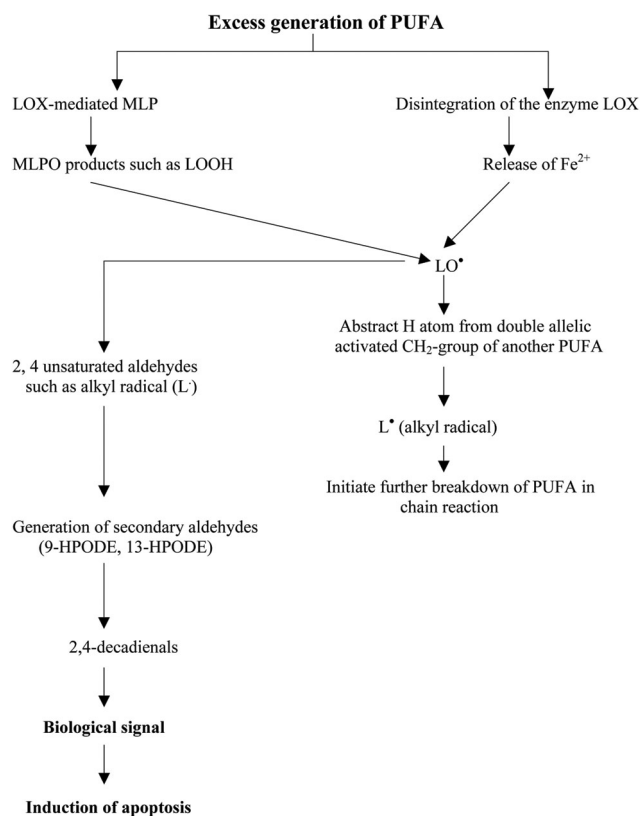 Excess generation of PUFA
LOX-mediated MLP
Disintegration of the enzyme LOX
MLPO products such as LOOH
Release of Fe²⁺
LO•
Abstract H atom from double allelic
activated CH₂-group of another PUFA
2, 4 unsaturated aldehydes
such as alkyl radical (L·)
L• (alkyl radical)
Initiate further breakdown of PUFA in
chain reaction
Generation of secondary aldehydes
(9-HPODE, 13-HPODE)
2,4-decadienals
Biological signal
Induction of apoptosis